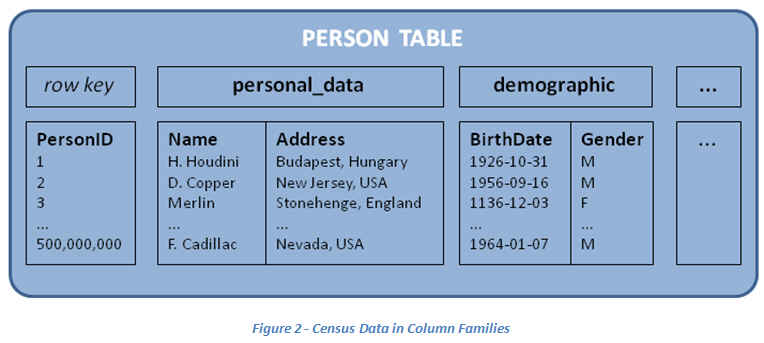 PERSON TABLE
row key personal_data demographic ...
PersonID Name Address BirthDate Gender ...
1 H. Houdini Budapest, Hungary 1926-10-31 M
2 D. Copper New Jersey, USA 1956-09-16 M
3 Merlin Stonehenge, England 1136-12-03 F
... ... ... ... ...
500,000,000 F. Cadillac Nevada, USA 1964-01-07 M
Figure 2 - Census Data in Column Families